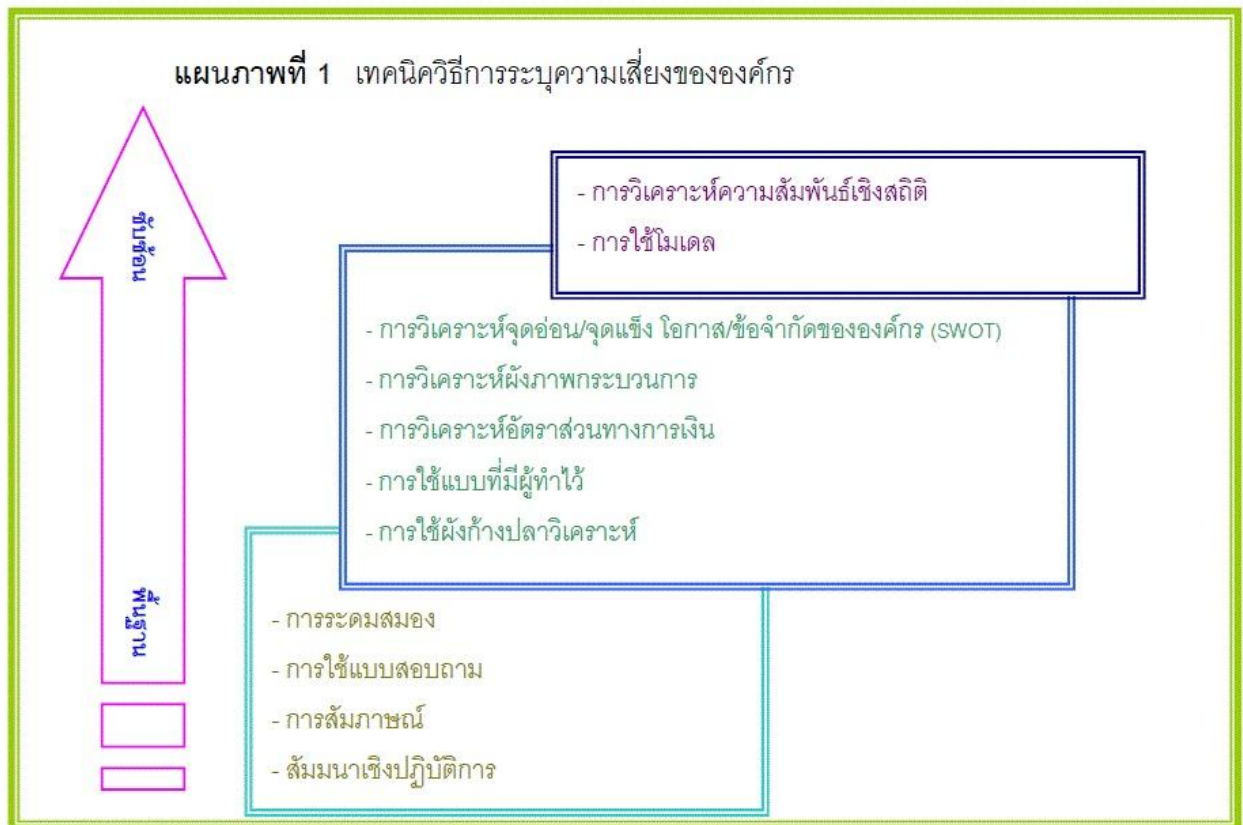 แผนภาพที่ 1 เทคนิควิธีการระบุความเสี่ยงขององค์กร
ซับซ้อน
- การวิเคราะห์ความสัมพันธ์เชิงสถิติ
- การใช้โมเดล
- การวิเคราะห์จุดอ่อน/จุดแข็ง โอกาส/ข้อจำกัดขององค์กร (SWOT)
- การวิเคราะห์ผังภาพกระบวนการ
- การวิเคราะห์อัตราส่วนทางการเงิน
- การใช้แบบที่มีผู้ทำไว้
- การใช้ผังก้างปลาวิเคราะห์
พื้นฐาน
- การระดมสมอง
- การใช้แบบสอบถาม
- การสัมภาษณ์
- สัมมนาเชิงปฏิบัติการ